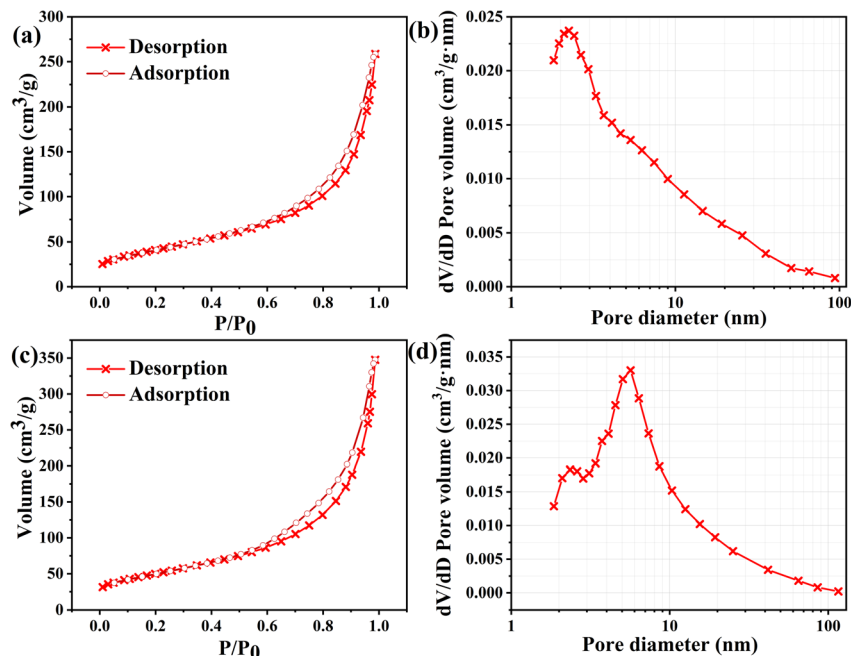 (a)
Desorption
Adsorption
Volume (cm³/g)
300
250
200
150
100
50
0
0.0 0.2 0.4 0.6 0.8 1.0
P/P₀
(b)
dV/dD Pore volume (cm³/g·nm)
0.025
0.020
0.015
0.010
0.005
0.000
1 10 100
Pore diameter (nm)
(c)
Desorption
Adsorption
Volume (cm³/g)
350
300
250
200
150
100
50
0
0.0 0.2 0.4 0.6 0.8 1.0
P/P₀
(d)
dV/dD Pore volume (cm³/g·nm)
0.035
0.030
0.025
0.020
0.015
0.010
0.005
0.000
1 10 100
Pore diameter (nm)